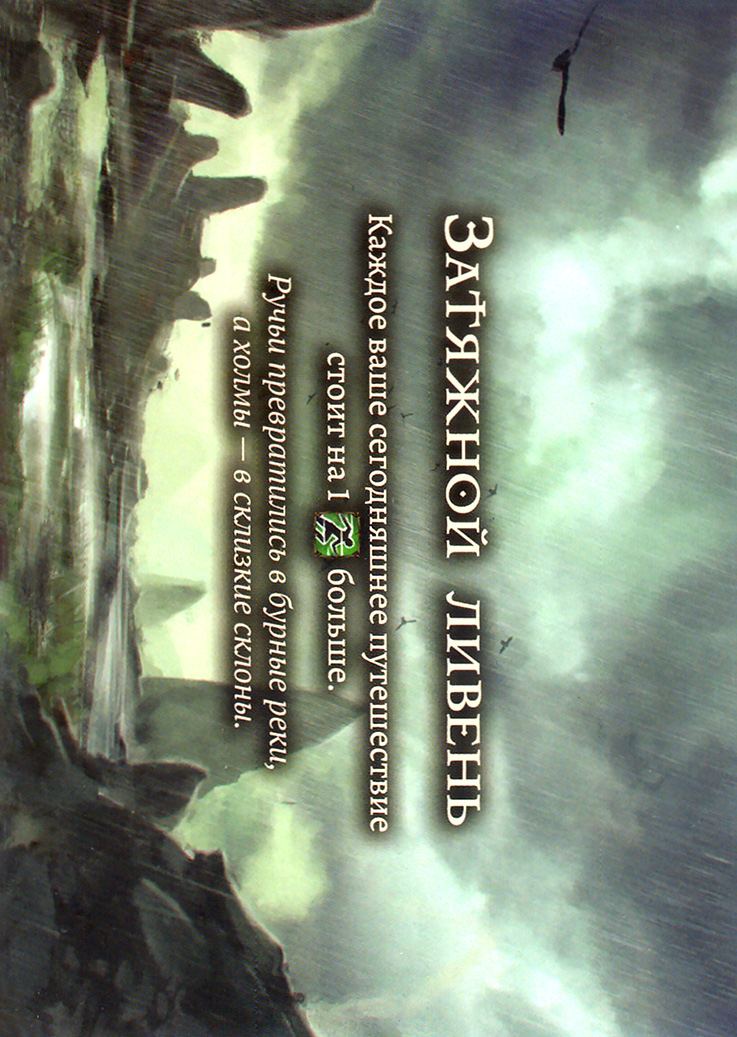 Затяжной ливень
Каждое ваше сегодняшнее путешествие
стоит на 1 больше.
Ручьи превратились в бурные реки,
а холмы — в склизкие склоны.